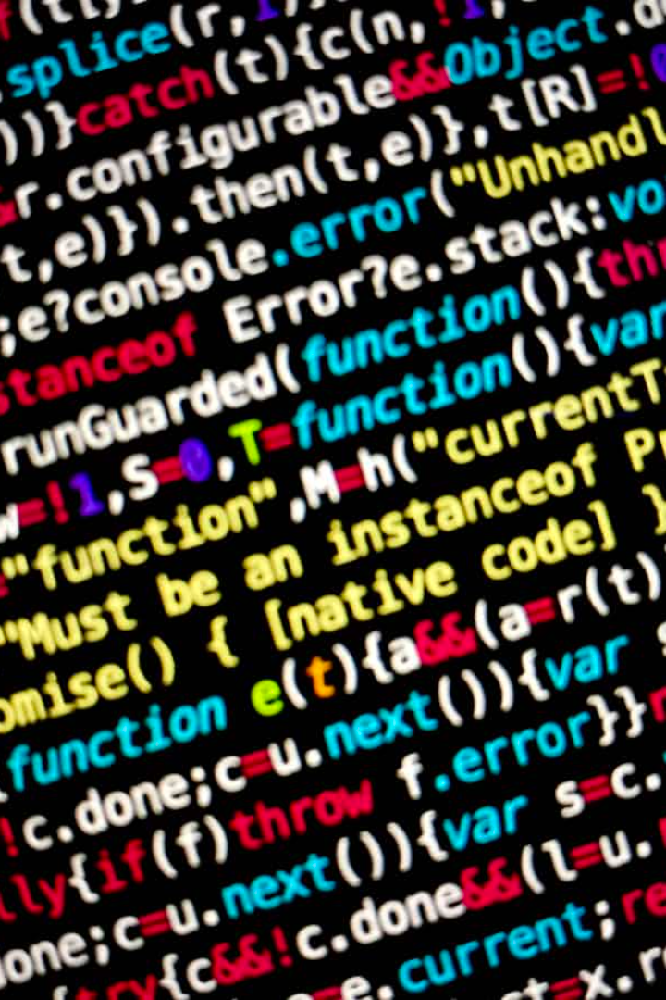 .splice(r,1
))}catch(t){c(n,!1,
r.configurable&&Object.d
t,e)}).then(t,e)},t[R]=!0
;e?console.error("Unhandl
stanceof Error?e.stack:vo
runGuarded(function(){thr
w=!1,S=0,T=function(){var
="function",M=h("currentT
"Must be an instanceof Pr
omise() { [native code] }
function e(t){a&&(a=r(t)
!c.done;c=u.next()){var s
lly{if(f)throw f.error}}r
one;c=u.next()){var s=c.
{try{c&&!c.done&&(l=u.
e.current;re
=x.r